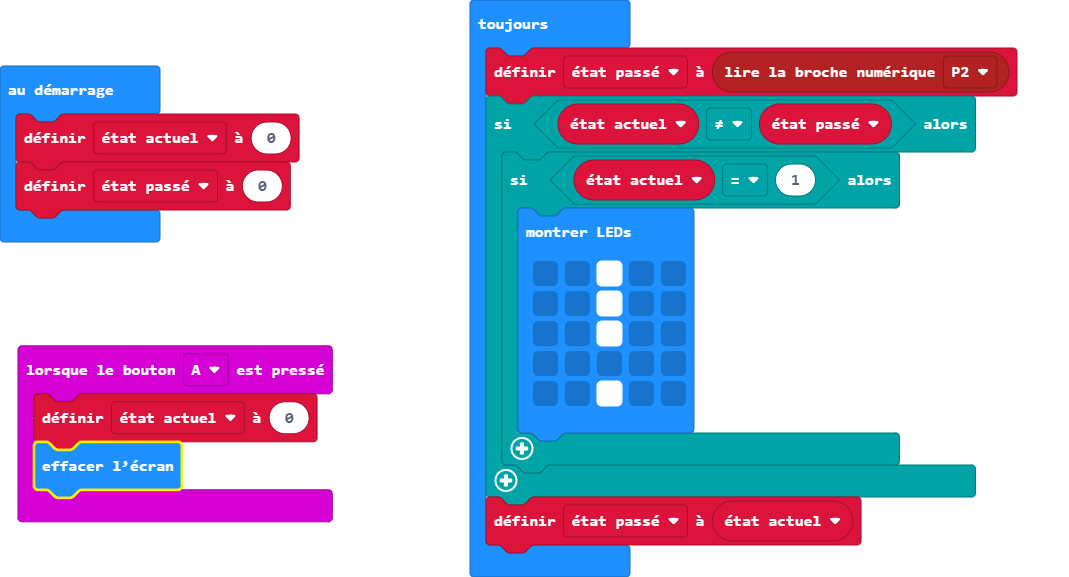 au démarrage
définir état actuel à 0
définir état passé à 0
lorsque le bouton A est pressé
définir état actuel à 0
effacer l’écran
toujours
définir état passé à lire la broche numérique P2
si état actuel ≠ état passé alors
si état actuel = 1 alors
montrer LEDs
définir état passé à état actuel